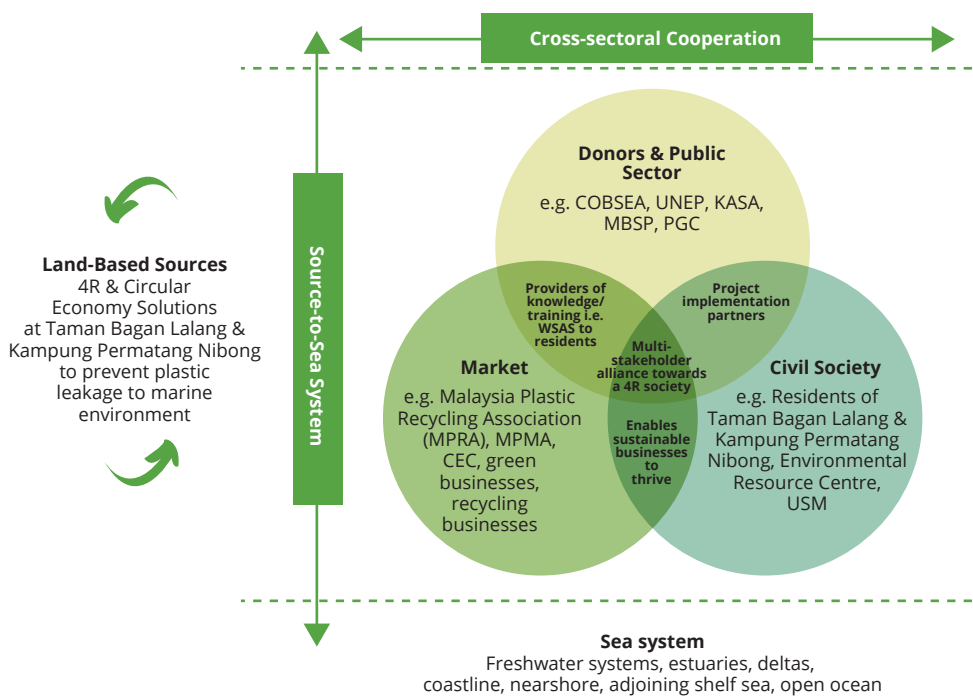 Cross-sectoral Cooperation
Source-to-Sea System
Land-Based Sources
4R & Circular
Economy Solutions
at Taman Bagan Lalang &
Kampung Permatang Nibong
to prevent plastic
leakage to marine
environment
Donors & Public
Sector
e.g. COBSEA, UNEP, KASA,
MBSP, PGC
Providers of
knowledge/
training i.e.
WSAS to
residents
Project
implementation
partners
Multi-
stakeholder
alliance towards
a 4R society
Market
e.g. Malaysia Plastic
Recycling Association
(MPRA), MPMA,
CEC, green
businesses,
recycling
businesses
Enables
sustainable
businesses
to
thrive
Civil Society
e.g. Residents of
Taman Bagan Lalang &
Kampung Permatang
Nibong, Environmental
Resource Centre,
USM
Sea system
Freshwater systems, estuaries, deltas,
coastline, nearshore, adjoining shelf sea, open ocean